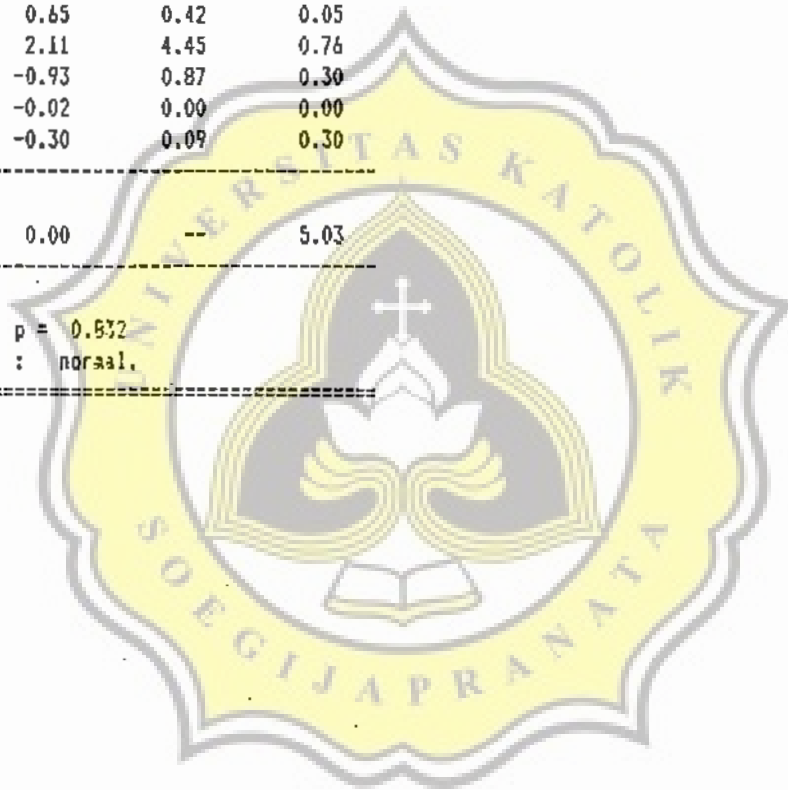 0.65 0.42 0.05
2.11 4.45 0.76
-0.93 0.87 0.30
-0.02 0.00 0.00
-0.30 0.09 0.30
0.00 -- 5.03
p = 0.832
: normal.
UNIVERSITAS KATOLIK
SOEGIJAPRANATA